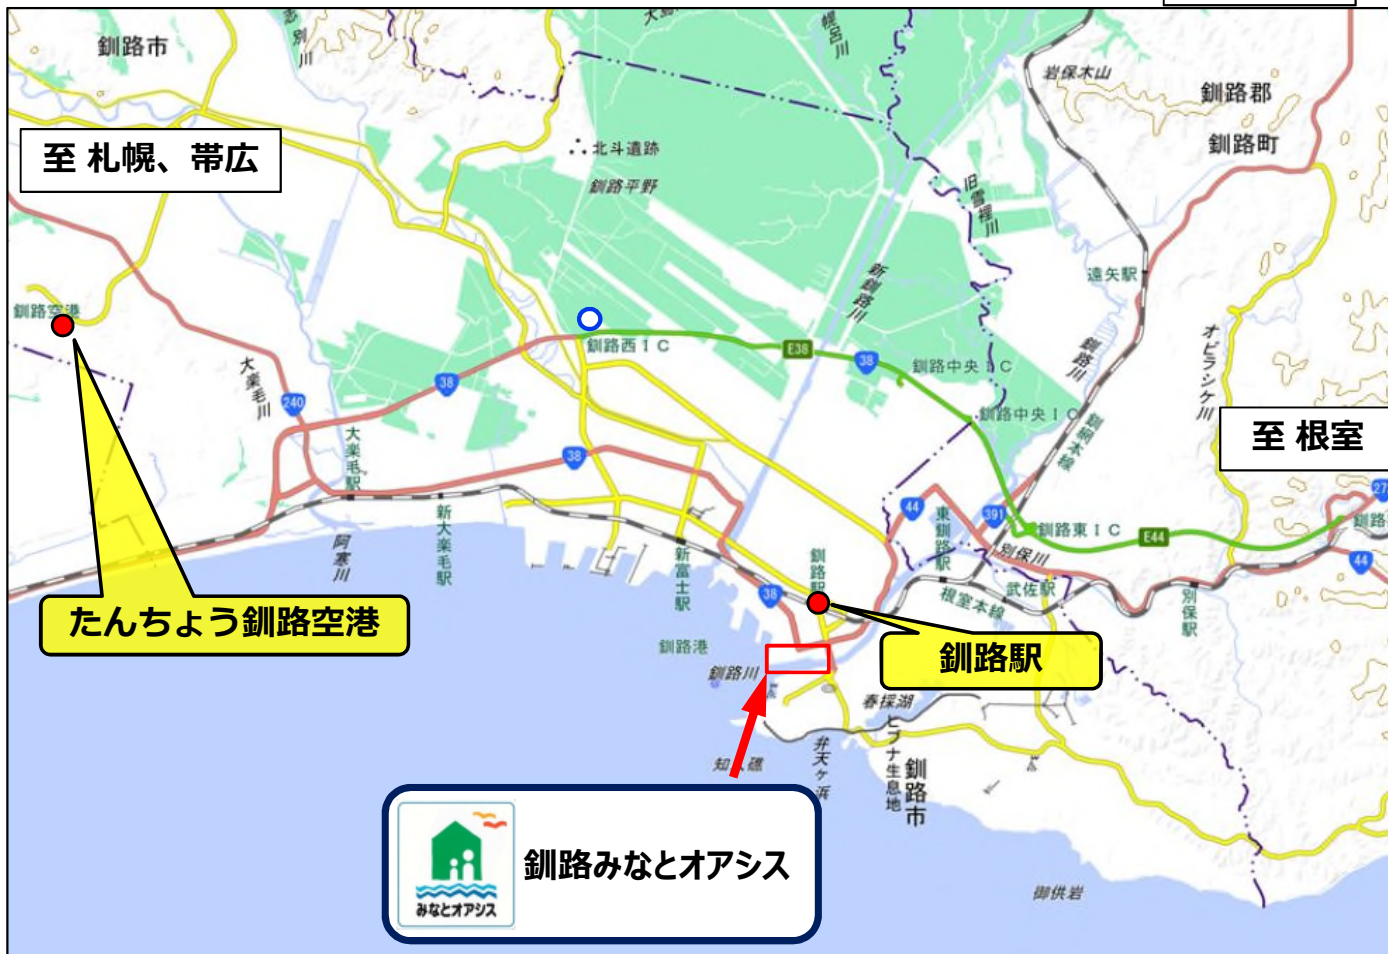 釧路市
志別川
幌呂川
岩保木山
釧路郡
釧路町
至 札幌、帯広
北斗遺跡
釧路平野
旧雪裡川
新釧路川
遠矢駅
釧路空港
釧路西IC
E38
38
釧路中央IC
釧路川
オビラシケ川
大楽毛川
240
38
釧路中央IC
釧網本線
至 根室
大楽毛駅
38
新大楽毛駅
阿寒川
新富士駅
44
東釧路駅
391
釧路東IC
E44
27
釧路
44
別保川
武佐駅
根室本線
別保駅
釧路駅
38
たんちょう釧路空港
釧路駅
釧路港
釧路川
春採湖
ヒブナ生息地
弁天ヶ浜
釧路市
みなとオアシス
釧路みなとオアシス
御供岩